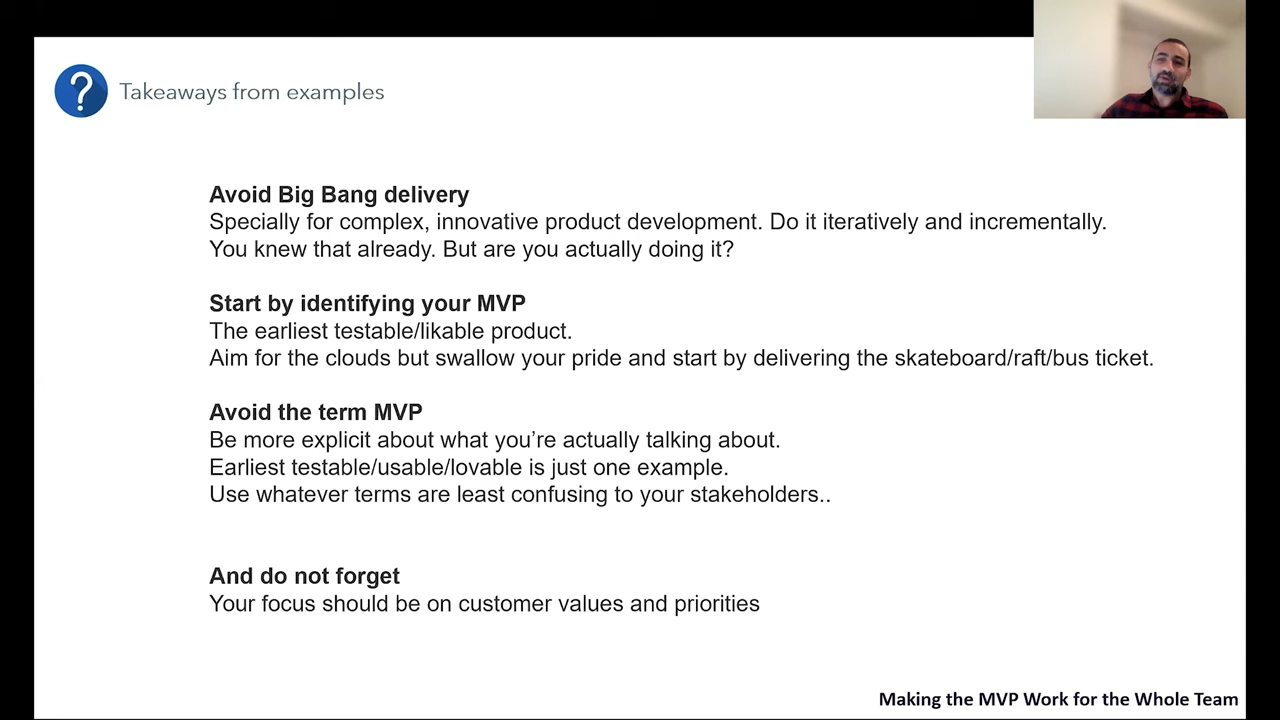 ?
Takeaways from examples
Avoid Big Bang delivery
Specially for complex, innovative product development. Do it iteratively and incrementally.
You knew that already. But are you actually doing it?
Start by identifying your MVP
The earliest testable/likable product.
Aim for the clouds but swallow your pride and start by delivering the skateboard/raft/bus ticket.
Avoid the term MVP
Be more explicit about what you’re actually talking about.
Earliest testable/usable/lovable is just one example.
Use whatever terms are least confusing to your stakeholders..
And do not forget
Your focus should be on customer values and priorities
Making the MVP Work for the Whole Team